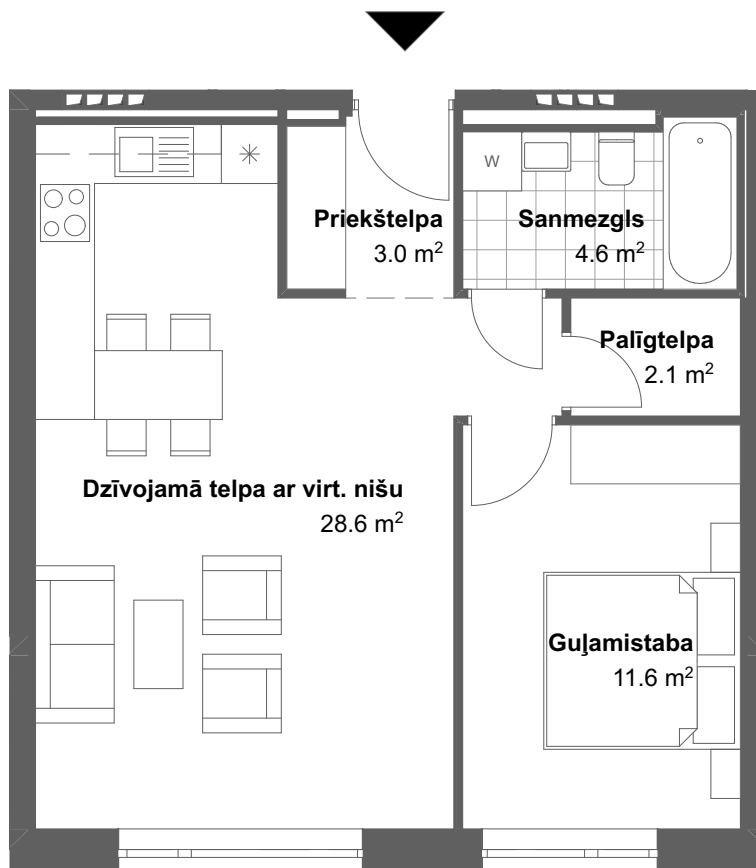 W
Priekštelpa
3.0 m²
Sanmezgls
4.6 m²
Palīgtelpa
2.1 m²
Dzīvojamā telpa ar virt. nišu
28.6 m²
Guļamistaba
11.6 m²